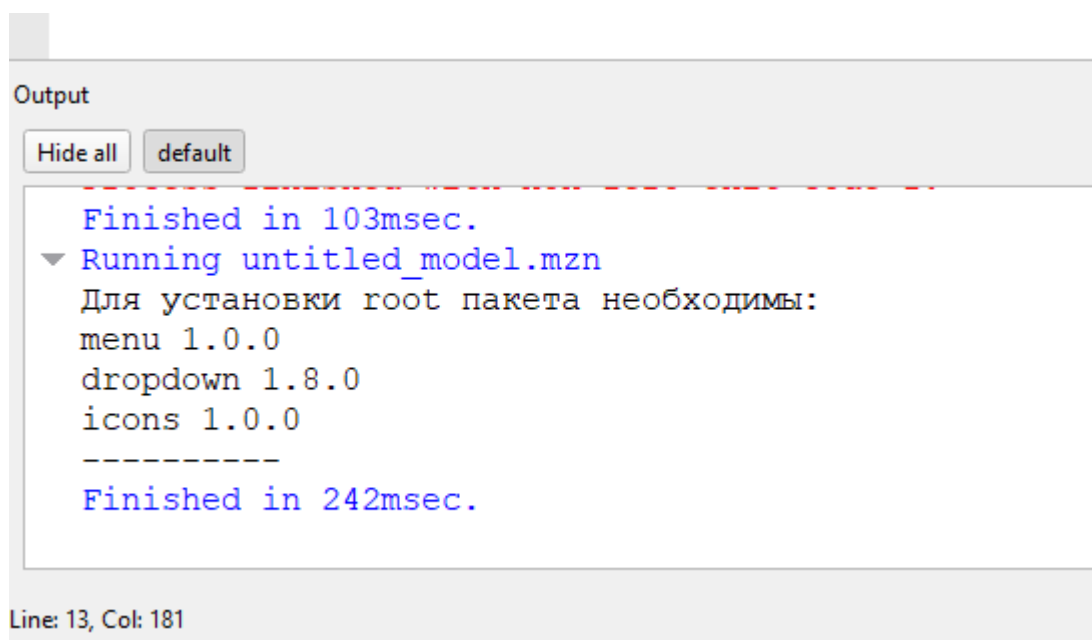 Output
Hide all default
Finished in 103msec.
Running untitled_model.mzn
Для установки root пакета необходимы:
menu 1.0.0
dropdown 1.8.0
icons 1.0.0
----------
Finished in 242msec.
Line: 13, Col: 181